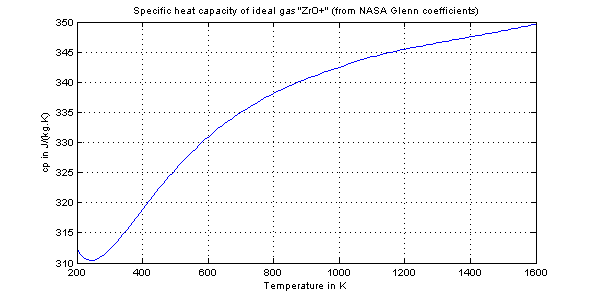 Specific heat capacity of ideal gas "ZrO+" (from NASA Glenn coefficients)
350
345
340
335
330
325
320
315
310
cp in J/(kg.K)
200 400 600 800 1000 1200 1400 1600
Temperature in K